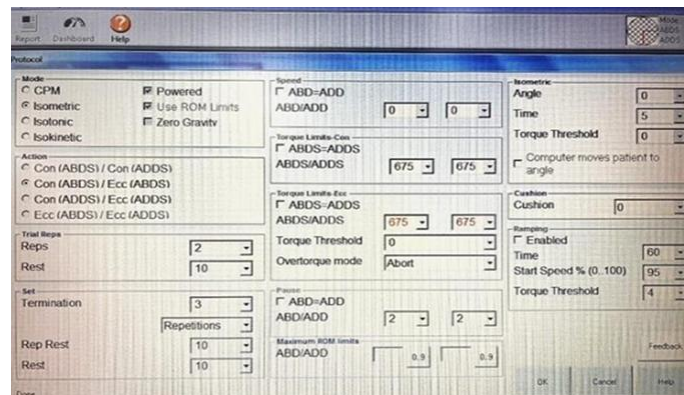 Report Dashboard Help
Mode
ABDS
ADDS
Protocol
Mode
CPM
Isometric
Isotonic
Isokinetic
Powered
Use ROM Limits
Zero Gravity
Action
Con (ABDS) / Con (ADDS)
Con (ABDS) / Ecc (ABDS)
Con (ADDS) / Ecc (ADDS)
Ecc (ABDS) / Ecc (ADDS)
Trial Reps
Reps 2
Rest 10
Set
Termination 3
Repetitions
Rep Rest 10
Rest 10
Speed
ABD=ADD
ABD/ADD 0 0
Torque Limits-Con
ABDS=ADDS
ABDS/ADDS 675 675
Torque Limits-Ecc
ABDS=ADDS
ABDS/ADDS 675 675
Torque Threshold 0
Overtorque mode Abort
Pause
ABD=ADD
ABD/ADD 2 2
Maximum ROM limits
ABD/ADD 0.9 0.9
Isometric
Angle 0
Time 5
Torque Threshold 0
Computer moves patient to
angle
Cushion
Cushion 0
Ramping
Enabled
Time 60
Start Speed % (0..100) 95
Torque Threshold 4
Feedback
OK Cancel Help